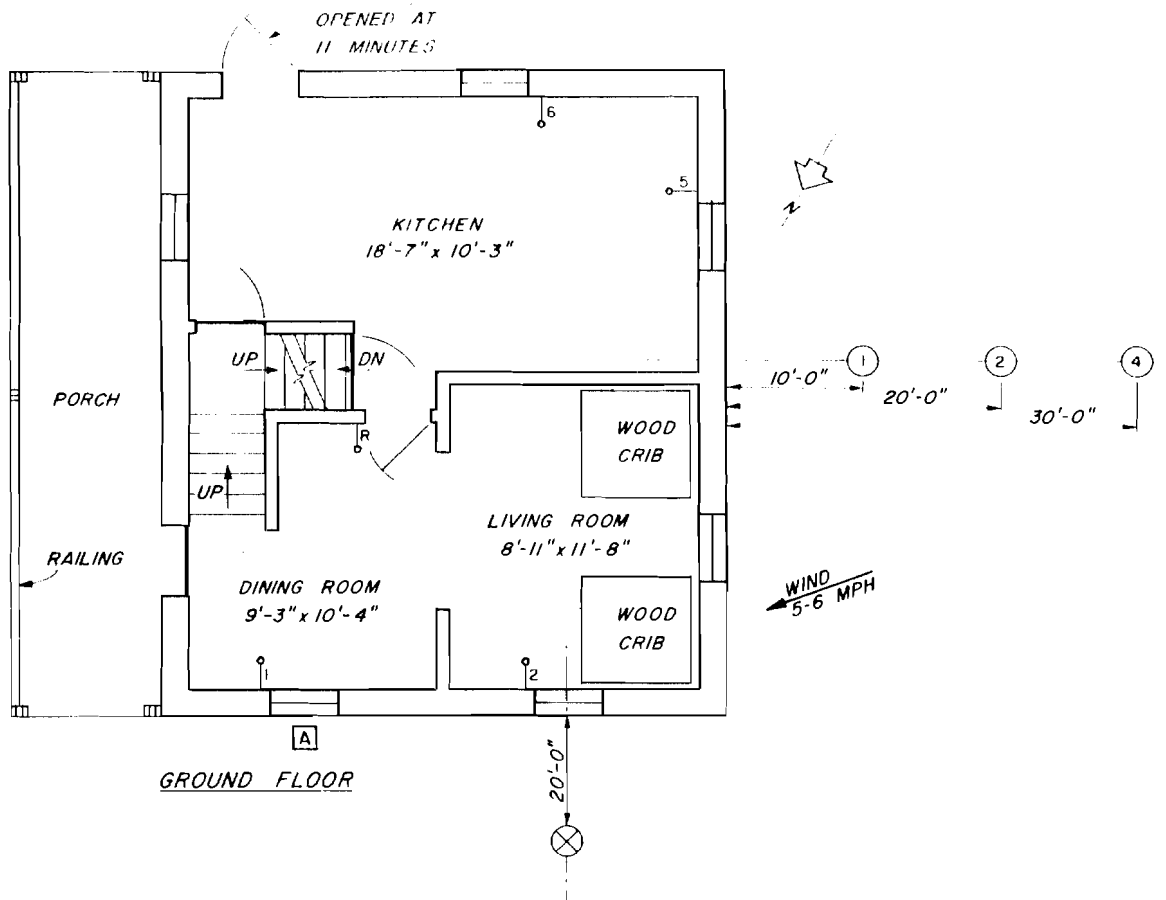 OPENED AT
11 MINUTES
6
5
N
KITCHEN
18'-7" x 10'-3"
UP
DN
1
2
4
10'-0"
20'-0"
30'-0"
PORCH
WOOD
CRIB
R
UP
LIVING ROOM
8'-11" x 11'-8"
RAILING
DINING ROOM
9'-3" x 10'-4"
WIND
5-6 MPH
WOOD
CRIB
1
2
A
GROUND FLOOR
20'-0"